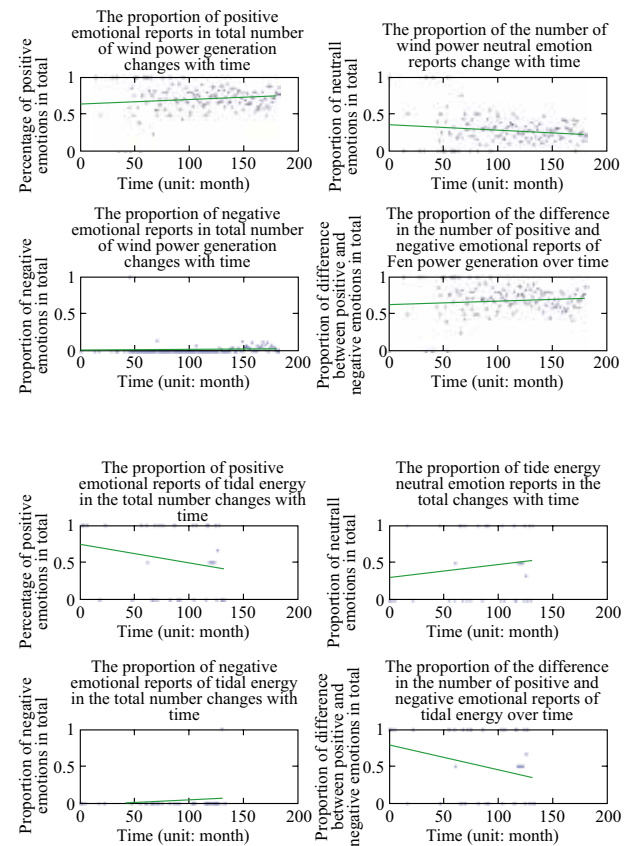 The proportion of positive
emotional reports in total number
of wind power generation
changes with time
Percentage of positive
emotions in total
1
0.5
0
0 50 100 150 200
Time (unit: month)
The proportion of the number of
wind power neutral emotion
reports change with time
Proportion of neutrall
emotions in total
1
0.5
0
0 50 100 150 200
Time (unit: month)
The proportion of negative
emotional reports in total number
of wind power generation
changes with time
Proportion of negative
emotions in total
1
0.5
0
0 50 100 150 200
Time (unit: month)
The proportion of the difference
in the number of positive and
negative emotional reports of
Fen power generation over time
Proportion of difference
between positive and
negative emotions in total
1
0.5
0
0 50 100 150 200
Time (unit: month)
The proportion of positive
emotional reports of tidal energy
in the total number changes with
time
Percentage of positive
emotions in total
1
0.5
0
0 50 100 150 200
Time (unit: month)
The proportion of tide energy
neutral emotion reports in the
total changes with time
Proportion of neutrall
emotions in total
1
0.5
0
0 50 100 150 200
Time (unit: month)
The proportion of negative
emotional reports of tidal energy
in the total number changes with
time
Proportion of negative
emotions in total
1
0.5
0
0 50 100 150 200
Time (unit: month)
The proportion of the difference
in the number of positive and
negative emotional reports of
tidal energy over time
Proportion of difference
between positive and
negative emotions in total
1
0.5
0
0 50 100 150 200
Time (unit: month)